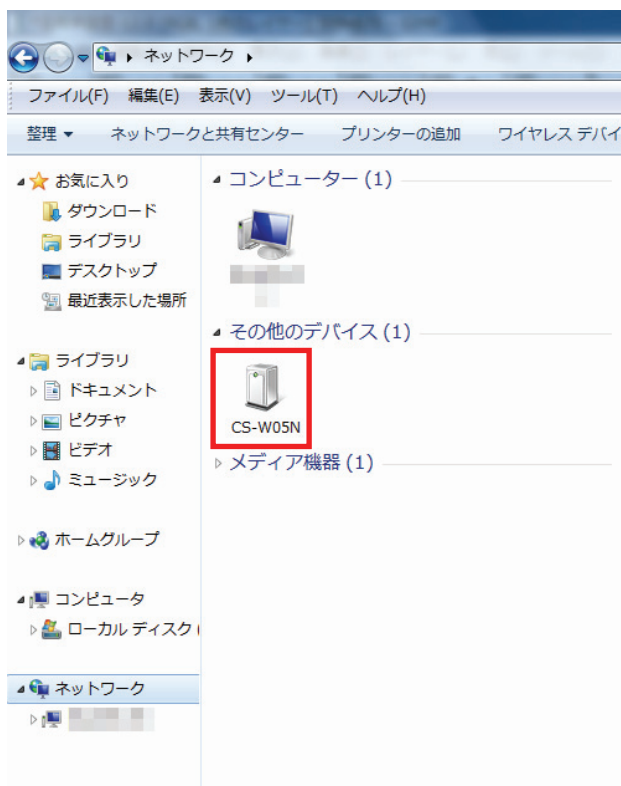 ネットワーク
ファイル(F) 編集(E) 表示(V) ツール(T) ヘルプ(H)
整理 ネットワークと共有センター プリンターの追加 ワイヤレス デバイ
お気に入り
ダウンロード
ライブラリ
デスクトップ
最近表示した場所
ライブラリ
ドキュメント
ピクチャ
ビデオ
ミュージック
ホームグループ
コンピュータ
ローカル ディスク (
ネットワーク
コンピューター (1)
その他のデバイス (1)
CS-W05N
メディア機器 (1)